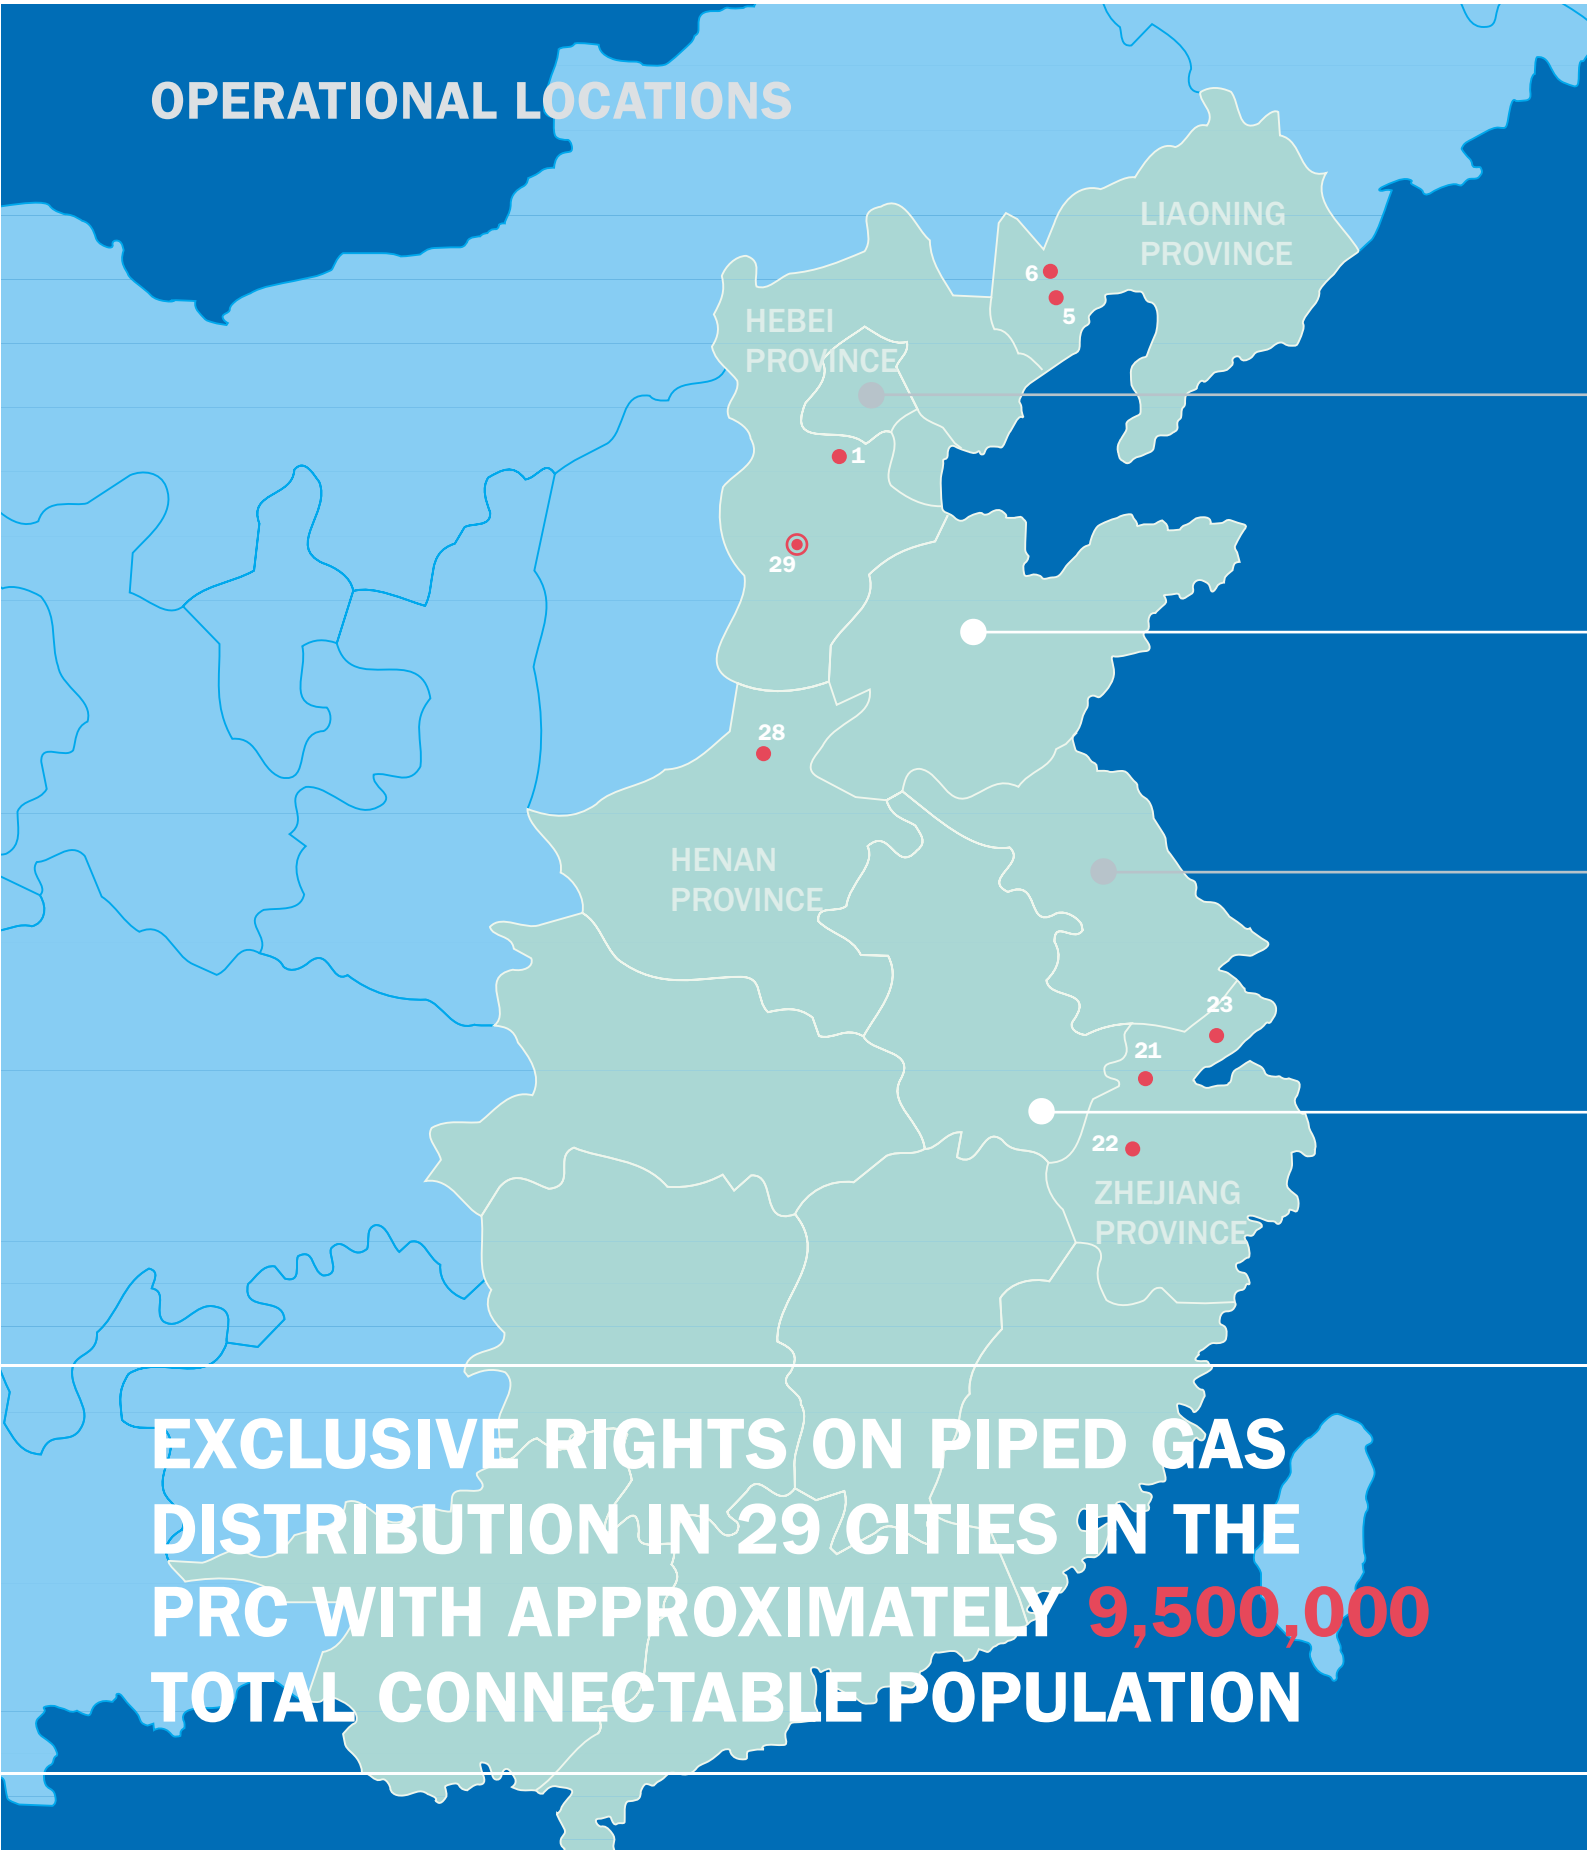 OPERATIONAL LOCATIONS
LIAONING
PROVINCE
6
5
HEBEI
PROVINCE
1
29
28
HENAN
PROVINCE
23
21
22
ZHEJIANG
PROVINCE
EXCLUSIVE RIGHTS ON PIPED GAS
DISTRIBUTION IN 29 CITIES IN THE
PRC WITH APPROXIMATELY 9,500,000
TOTAL CONNECTABLE POPULATION